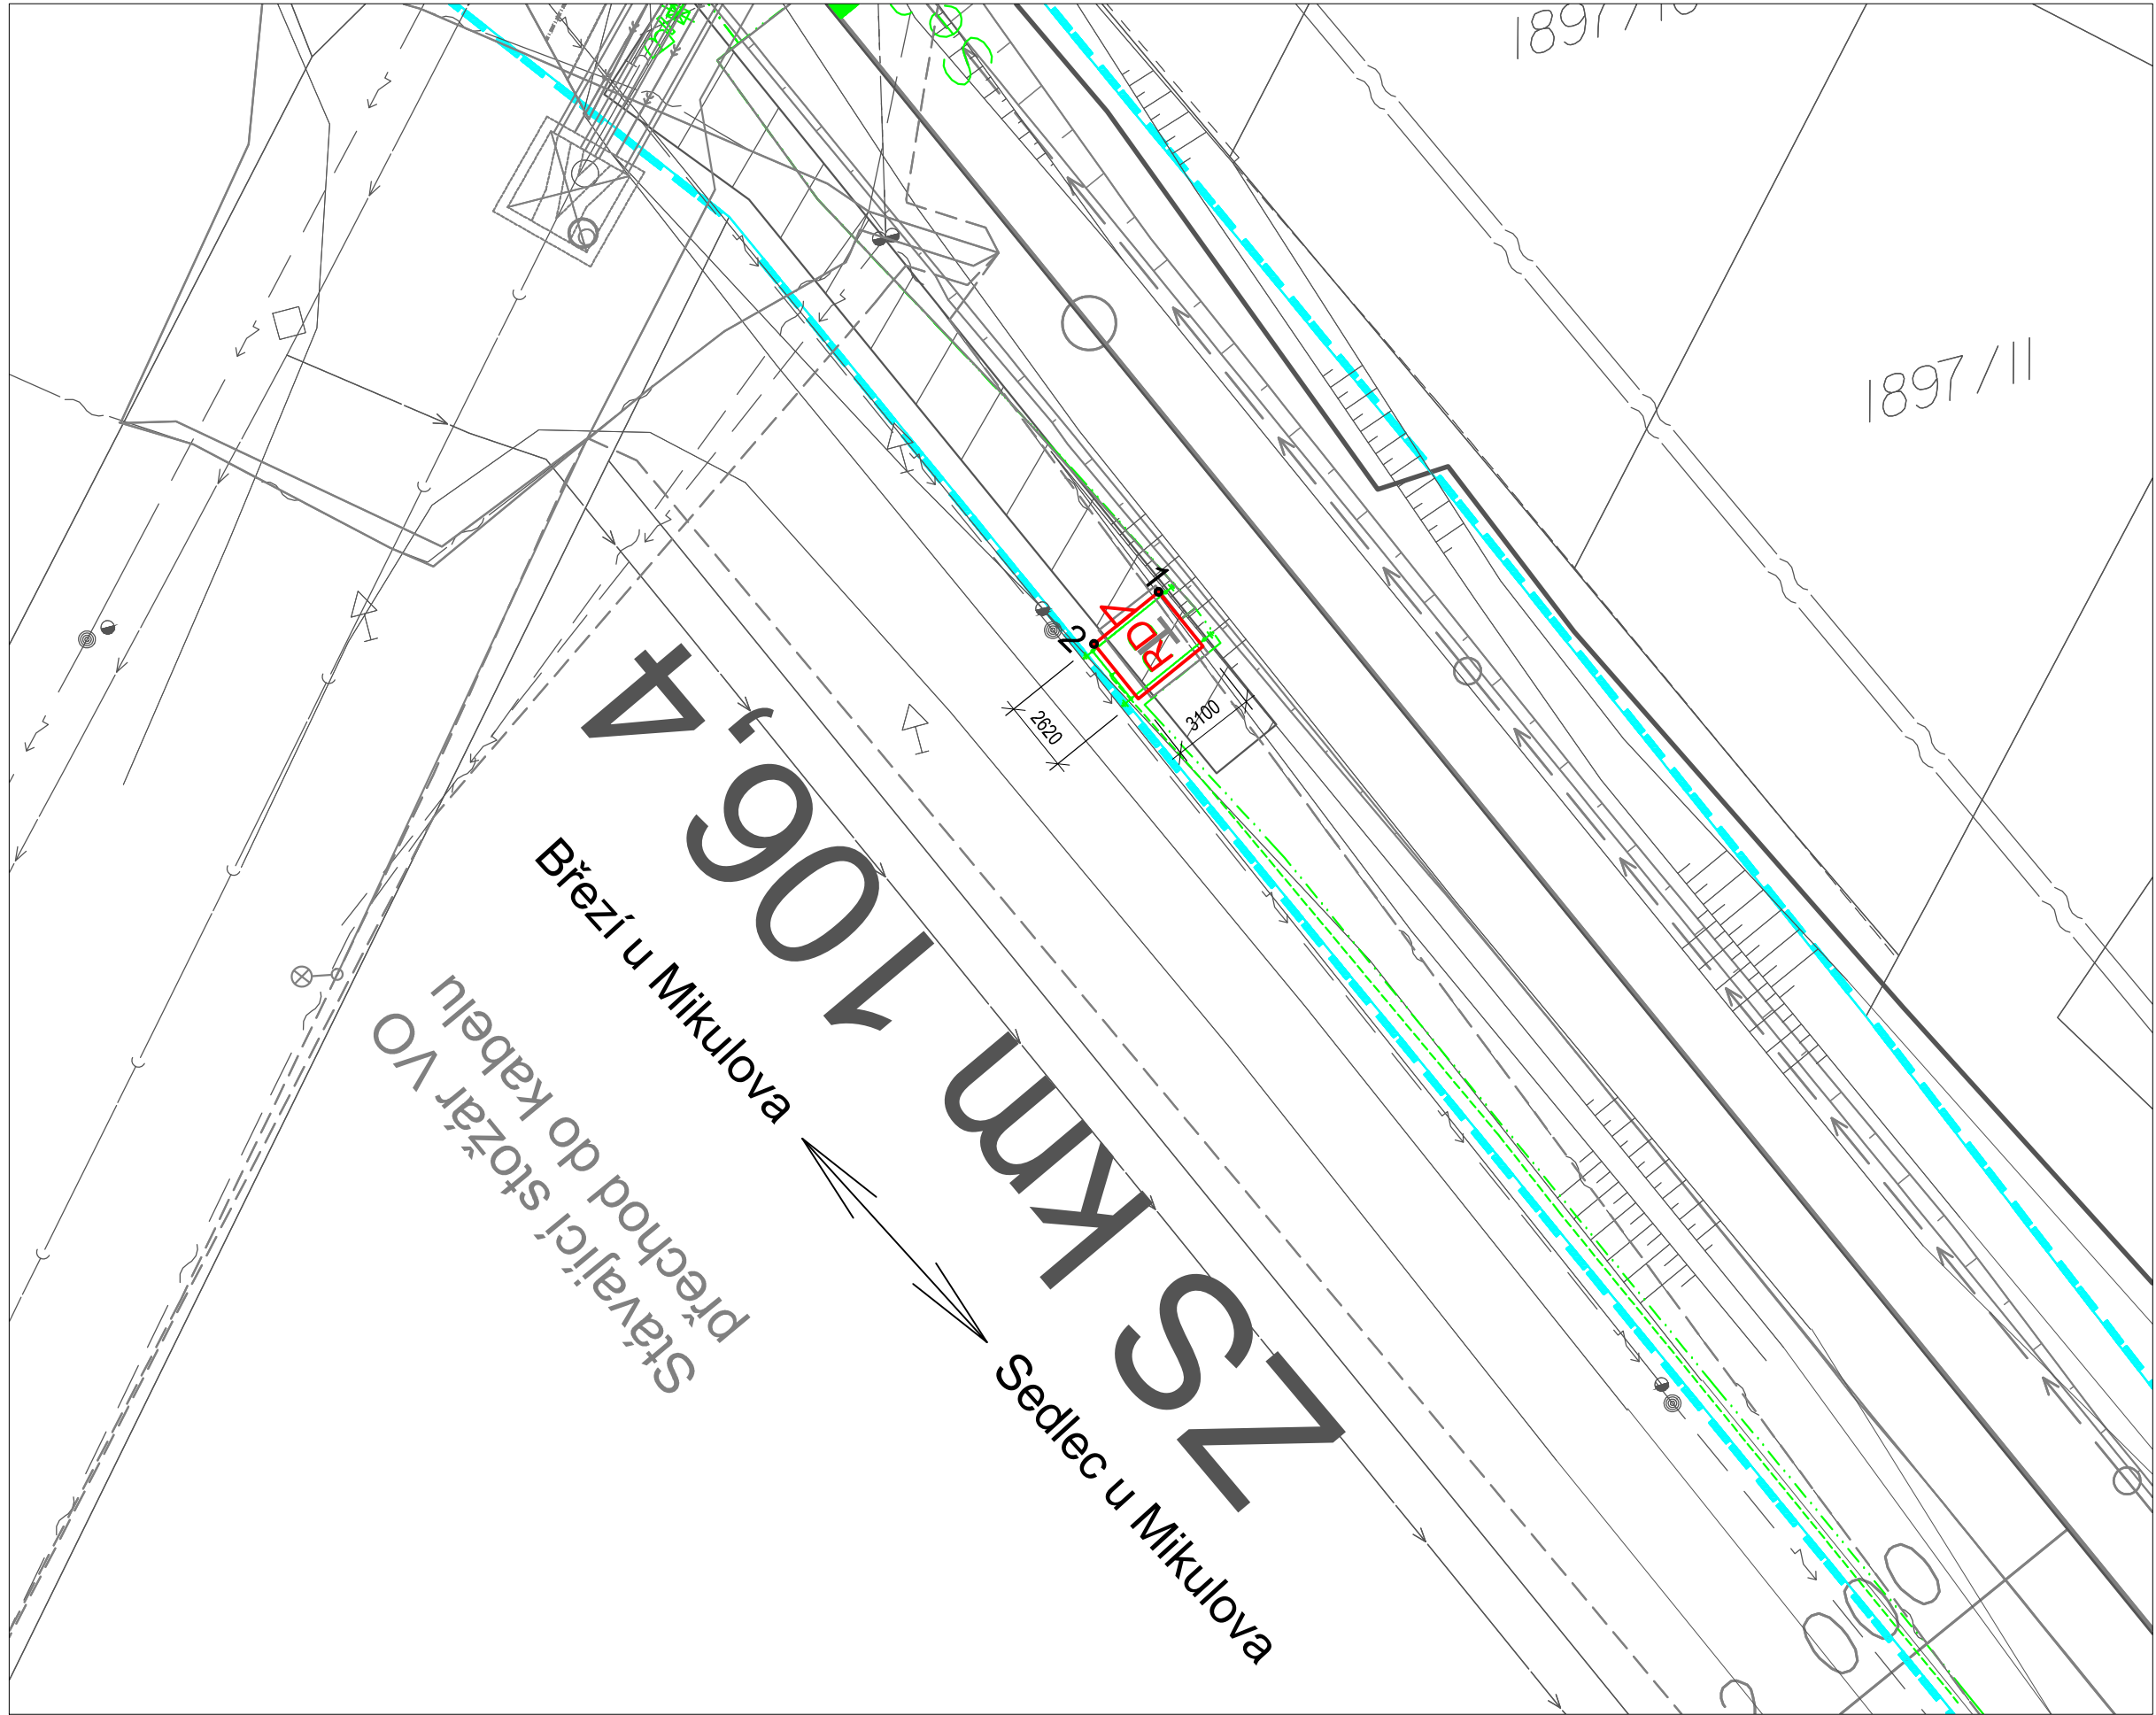 1897/11
1
2
RD
2620
3100
ZS km 106,4
Březí u Mikulova
Sedlec u Mikulova
stávající stožár VO
přechod do kabelu